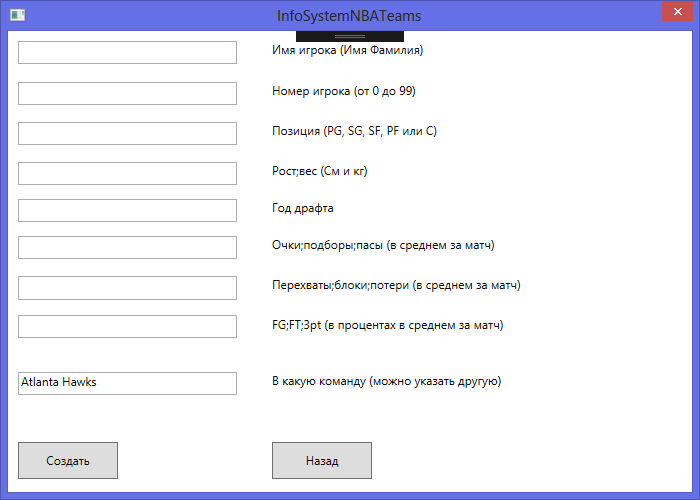 InfoSystemNBATeams
Имя игрока (Имя Фамилия)
Номер игрока (от 0 до 99)
Позиция (PG, SG, SF, PF или C)
Рост;вес (См и кг)
Год драфта
Очки;подборы;пасы (в среднем за матч)
Перехваты;блоки;потери (в среднем за матч)
FG;FT;3pt (в процентах в среднем за матч)
Atlanta Hawks В какую команду (можно указать другую)
Создать Назад